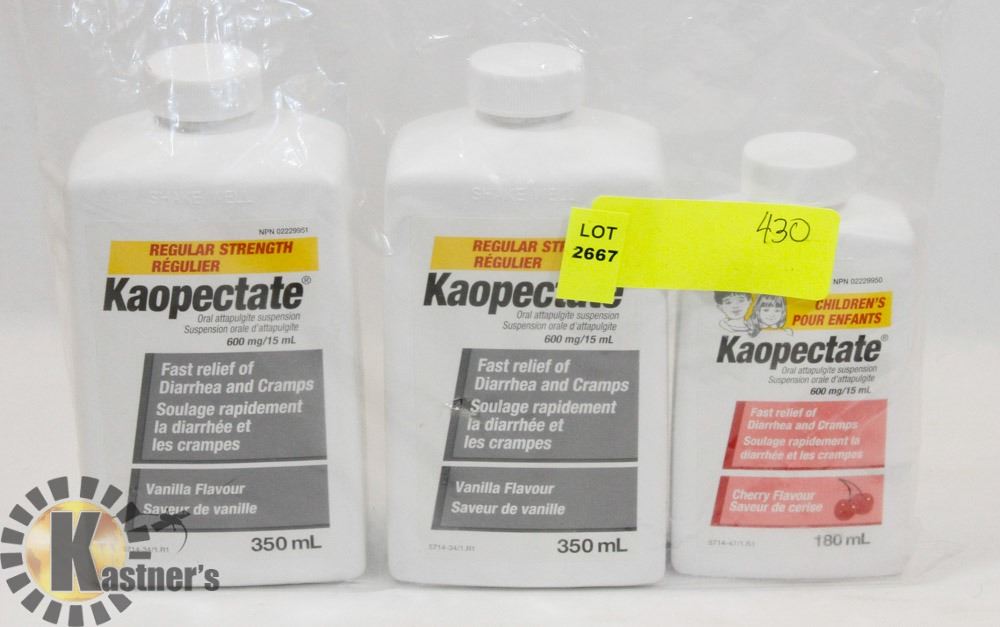 SHAKE WELL
NPN 02229951
REGULAR STRENGTH
RÉGULIER
Kaopectate®
Oral attapulgite suspension
Suspension orale d'attapulgite
600 mg/15 mL
Fast relief of
Diarrhea and Cramps
Soulage rapidement
la diarrhée et
les crampes
Vanilla Flavour
Saveur de vanille
350 mL
SHAKE WELL
REGULAR
RÉGULIER
Kaopectate
Oral attapulgite suspension
Suspension orale d'attapulgite
600 mg/15 mL
Fast relief of
Diarrhea and Cramps
Soulage rapidement
la diarrhée et
les crampes
Vanilla Flavour
Saveur de vanille
5714-34/1.R1
350 mL
LOT
2667
430
NPN 02229950
CHILDREN'S
POUR ENFANTS
Kaopectate®
Oral attapulgite suspension
Suspension orale d'attapulgite
600 mg/15 mL
Fast relief of
Diarrhea and Cramps
Soulage rapidement la
diarrhée et les crampes
Cherry Flavour
Saveur de cerise
180 mL
Kastner's